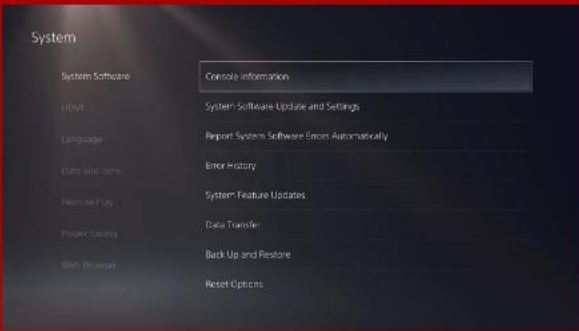 System
System Software
HDMI
Language
Date and Time
Remote Play
Power Saving
Web Browser
Console Information
System Software Update and Settings
Report System Software Errors Automatically
Error History
System Feature Updates
Data Transfer
Back Up and Restore
Reset Options